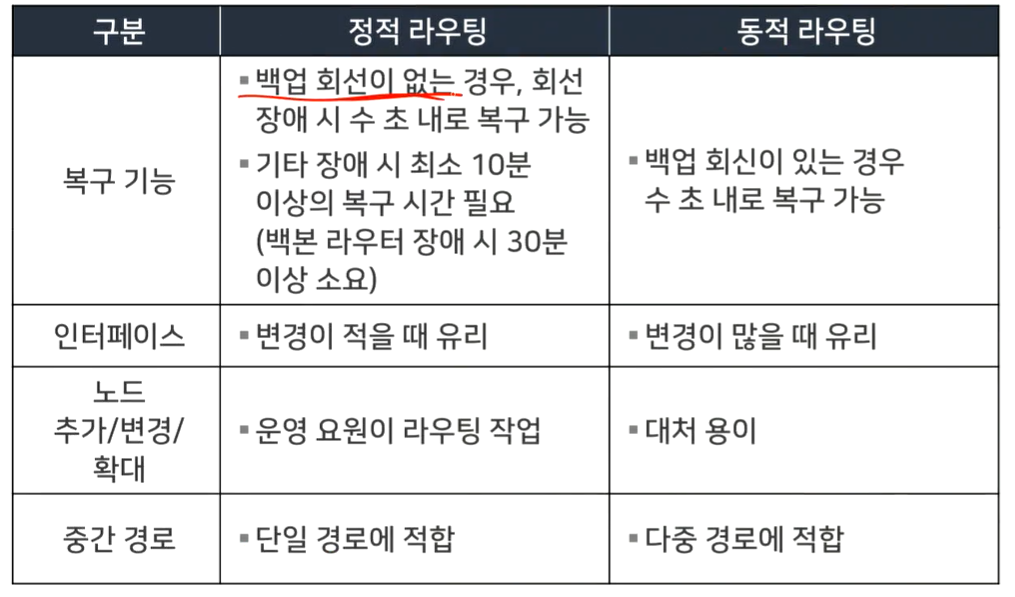 구분
정적 라우팅
동적 라우팅
복구 기능
▪ 백업 회선이 없는 경우, 회선
장애 시 수 초 내로 복구 가능
▪ 기타 장애 시 최소 10분
이상의 복구 시간 필요
(백본 라우터 장애 시 30분
이상 소요)
▪ 백업 회신이 있는 경우
수 초 내로 복구 가능
인터페이스
▪ 변경이 적을 때 유리
▪ 변경이 많을 때 유리
노드
추가/변경/
확대
▪ 운영 요원이 라우팅 작업
▪ 대처 용이
중간 경로
▪ 단일 경로에 적합
▪ 다중 경로에 적합